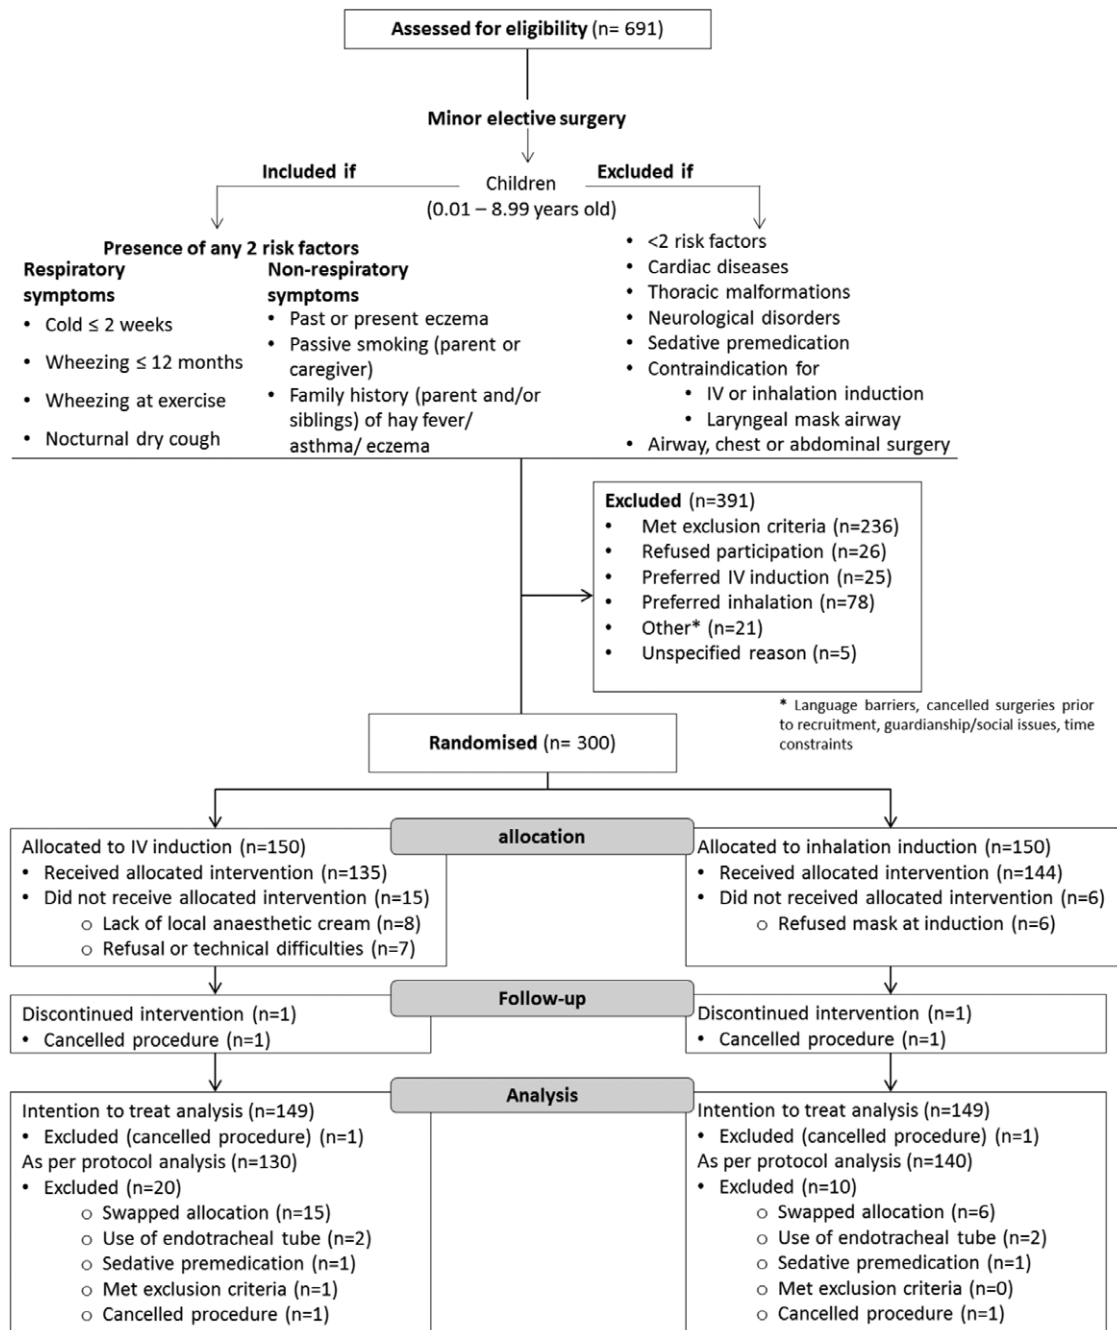 Assessed for eligibility (n= 691)
Minor elective surgery
Included if
Excluded if
Children
(0.01 – 8.99 years old)
Presence of any 2 risk factors
Respiratory
symptoms
• Cold ≤ 2 weeks
• Wheezing ≤ 12 months
• Wheezing at exercise
• Nocturnal dry cough
Non-respiratory
symptoms
• Past or present eczema
• Passive smoking (parent or
caregiver)
• Family history (parent and/or
siblings) of hay fever/
asthma/ eczema
• <2 risk factors
• Cardiac diseases
• Thoracic malformations
• Neurological disorders
• Sedative premedication
• Contraindication for
• IV or inhalation induction
• Laryngeal mask airway
• Airway, chest or abdominal surgery
Excluded (n=391)
• Met exclusion criteria (n=236)
• Refused participation (n=26)
• Preferred IV induction (n=25)
• Preferred inhalation (n=78)
• Other* (n=21)
• Unspecified reason (n=5)
* Language barriers, cancelled surgeries prior
to recruitment, guardianship/social issues, time
constraints
Randomised (n= 300)
allocation
Allocated to IV induction (n=150)
• Received allocated intervention (n=135)
• Did not receive allocated intervention (n=15)
o Lack of local anaesthetic cream (n=8)
o Refusal or technical difficulties (n=7)
Allocated to inhalation induction (n=150)
• Received allocated intervention (n=144)
• Did not received allocated intervention (n=6)
o Refused mask at induction (n=6)
Follow-up
Discontinued intervention (n=1)
• Cancelled procedure (n=1)
Discontinued intervention (n=1)
• Cancelled procedure (n=1)
Analysis
Intention to treat analysis (n=149)
• Excluded (cancelled procedure) (n=1)
As per protocol analysis (n=130)
• Excluded (n=20)
o Swapped allocation (n=15)
o Use of endotracheal tube (n=2)
o Sedative premedication (n=1)
o Met exclusion criteria (n=1)
o Cancelled procedure (n=1)
Intention to treat analysis (n=149)
• Excluded (cancelled procedure) (n=1)
As per protocol analysis (n=140)
• Excluded (n=10)
o Swapped allocation (n=6)
o Use of endotracheal tube (n=2)
o Sedative premedication (n=1)
o Met exclusion criteria (n=0)
o Cancelled procedure (n=1)